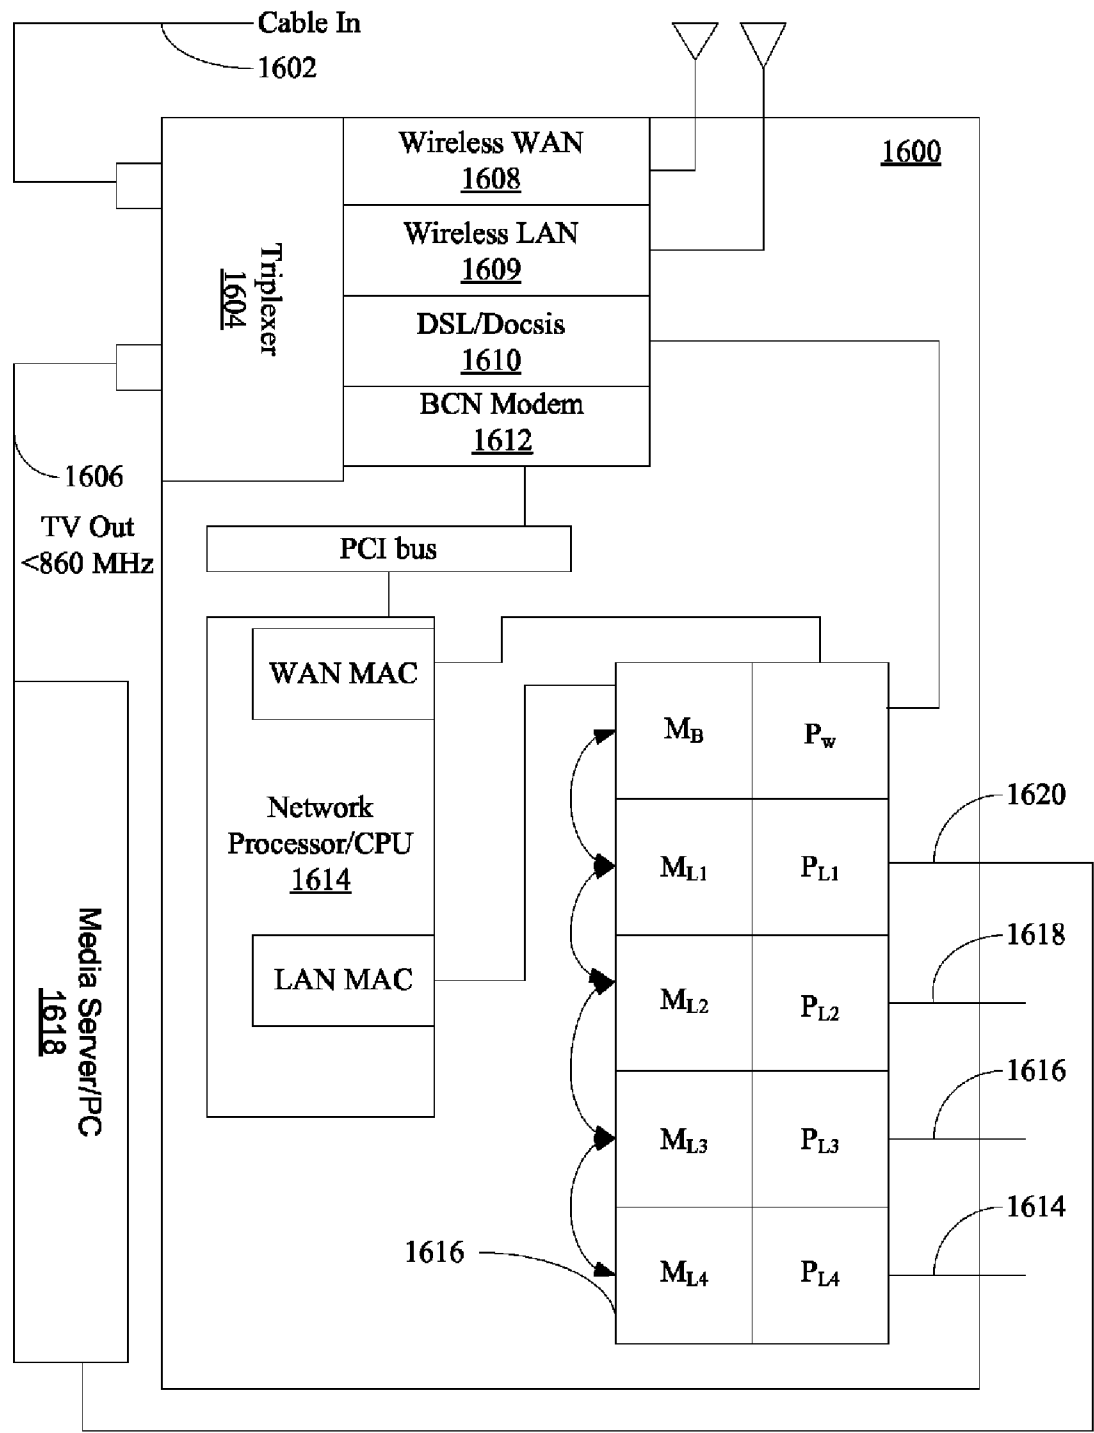 Cable In
1602
1600
Wireless WAN
1608
Wireless LAN
1609
Triplexer
1604
DSL/Docsis
1610
BCN Modem
1612
1606
TV Out
<860 MHz
PCI bus
WAN MAC
Network
Processor/CPU
1614
LAN MAC
Media Server/PC
1618
MB
Pw
ML1
PL1
ML2
PL2
ML3
PL3
ML4
PL4
1620
1618
1616
1614
1616